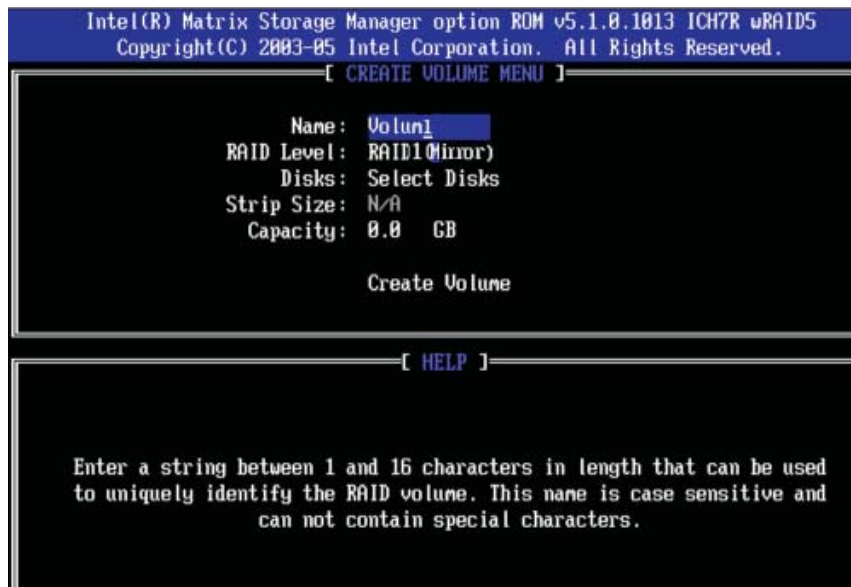 Intel(R) Matrix Storage Manager option ROM v5.1.0.1013 ICH7R wRAID5
Copyright(C) 2003-05 Intel Corporation. All Rights Reserved.
[ CREATE VOLUME MENU ]
Name: Volum1
RAID Level: RAID1(Mirror)
Disks: Select Disks
Strip Size: N/A
Capacity: 0.0 GB
Create Volume
[ HELP ]
Enter a string between 1 and 16 characters in length that can be used
to uniquely identify the RAID volume. This name is case sensitive and
can not contain special characters.